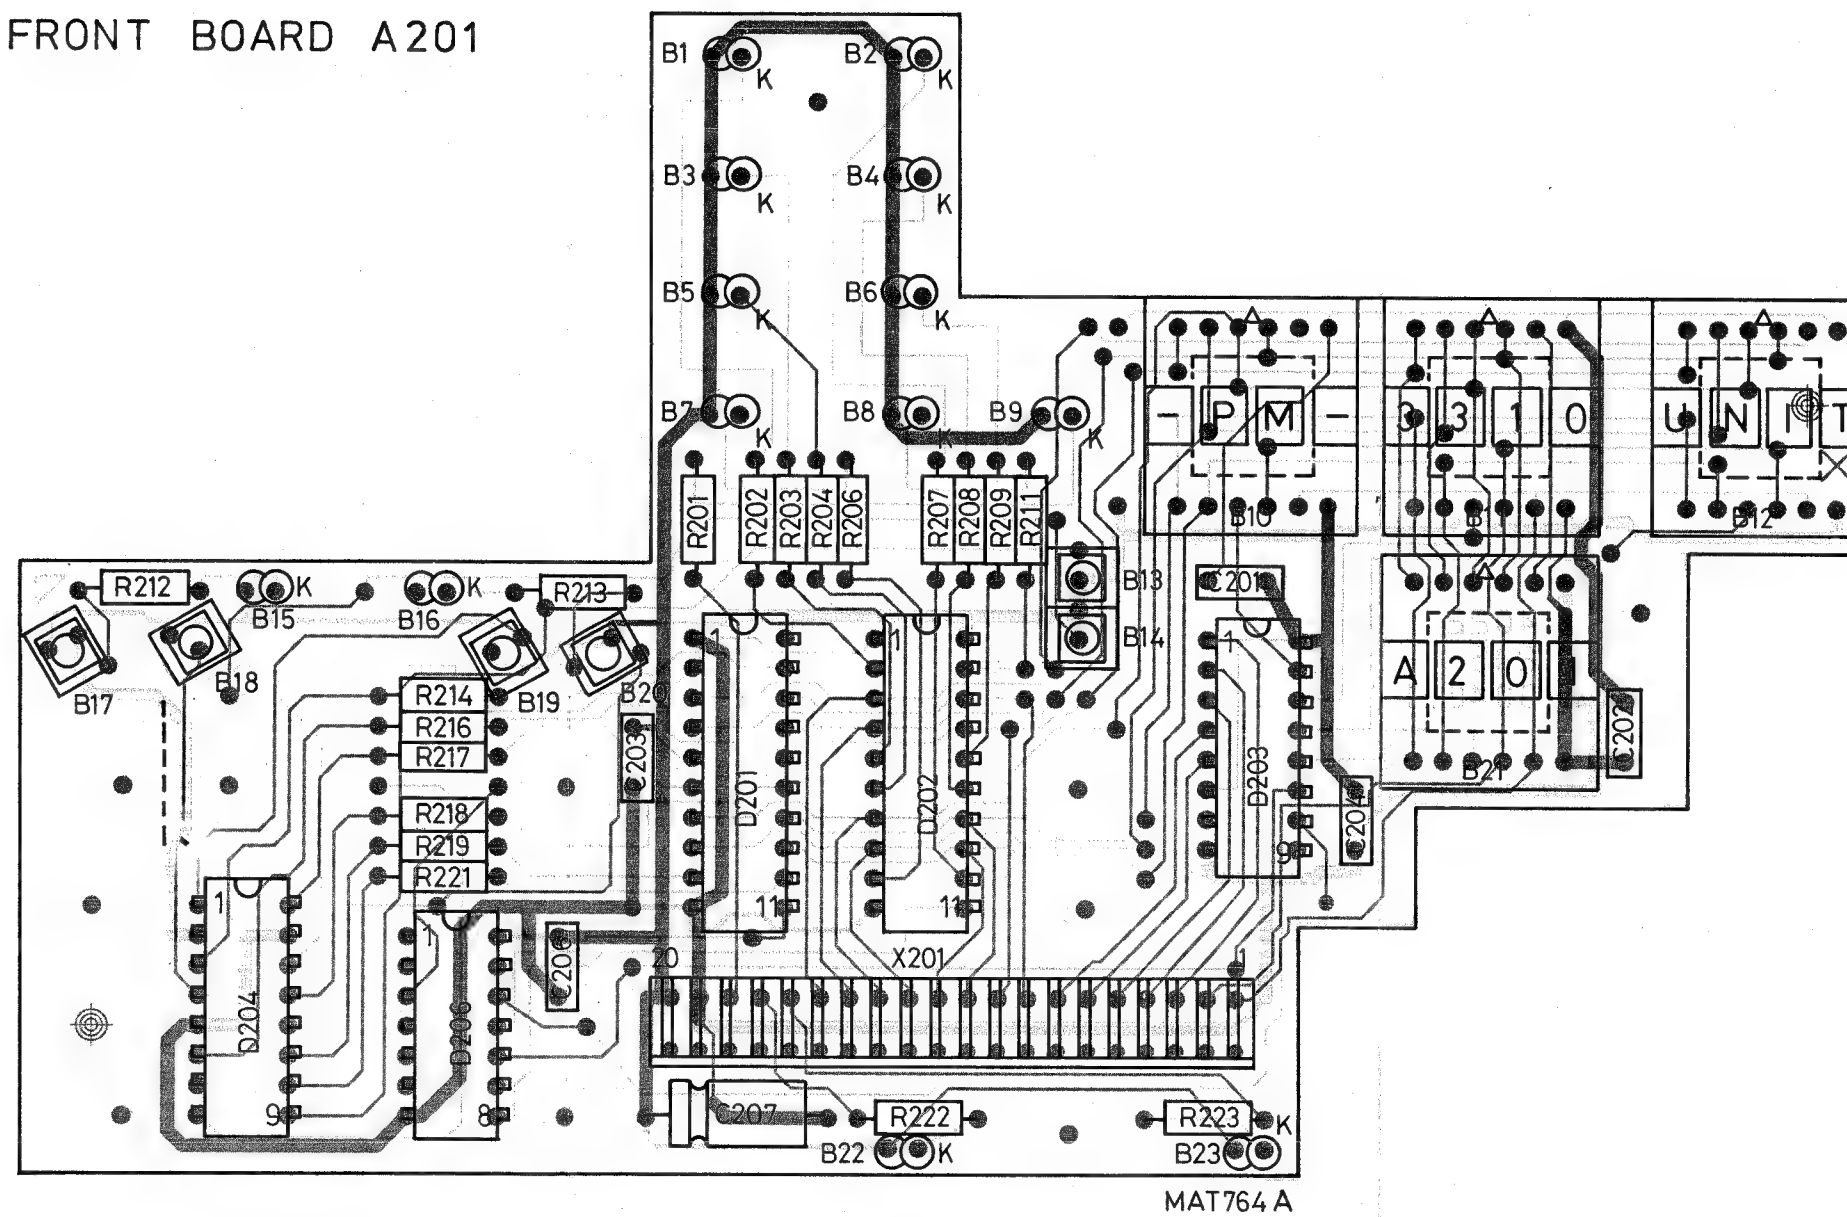 FRONT BOARD A201
B1 K B2 K
B3 K B4 K
B5 K B6 K
B7 K B8 K B9 K
- P M - 3 3 1 0 U N I T
B10 B12
R201 R202 R203 R204 R206 R207 R208 R209 R211
R212 B15 K B16 K R213 B13 C201
B14
B17 B18 B19 B20
A 2 0 1
B21 C202
R214
R216
R217
R218
R219
R221
C203 D201 D202 D203 C204
1 1 1 9
1 11 11
1 9 D204
1 8 D206
C206
20 X201 1
C207 R222 R223 K
B22 K B23
MAT764A